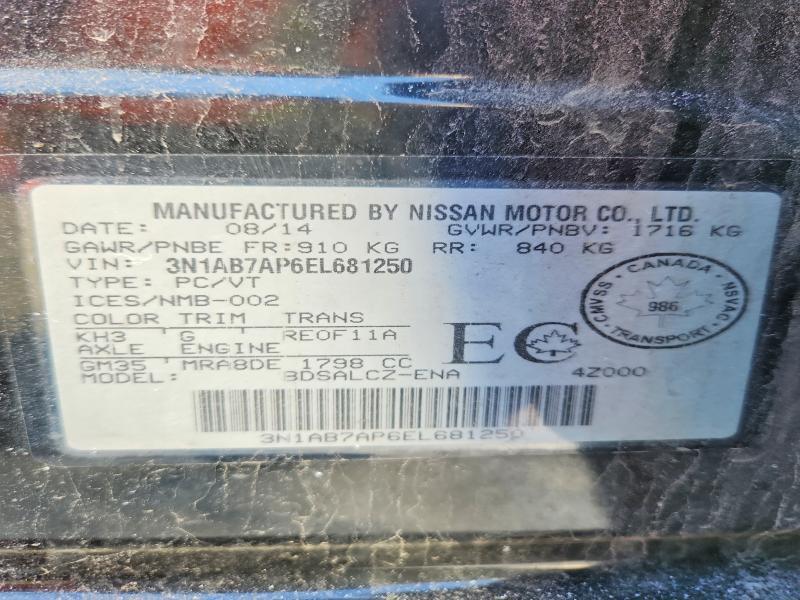 MANUFACTURED BY NISSAN MOTOR CO., LTD.
DATE: 08/14 GVWR/PNBV: 1716 KG
GAWR/PNBE FR: 910 KG RR: 840 KG
VIN: 3N1AB7AP6EL681250
TYPE: PC/VT
ICES/NMB-002
COLOR TRIM TRANS
KH3 G RE0F11A
AXLE ENGINE
GM35 MRA8DE 1798 CC
MODEL: BDSALCZ-ENA 4Z000
EC
CANADA
CMVSS 986 NSVAC
TRANSPORT
3N1AB7AP6EL681250